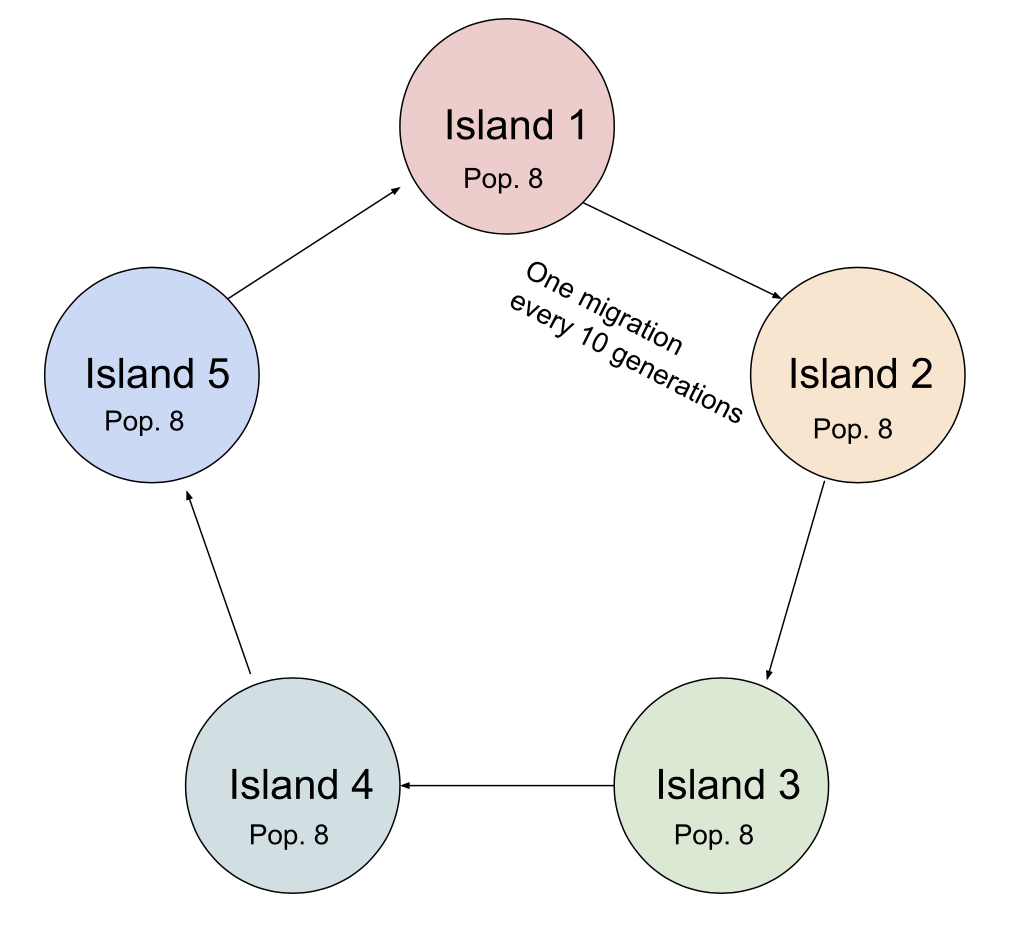 Island 1
Pop. 8
One migration
every 10 generations
Island 5
Pop. 8
Island 2
Pop. 8
Island 4
Pop. 8
Island 3
Pop. 8